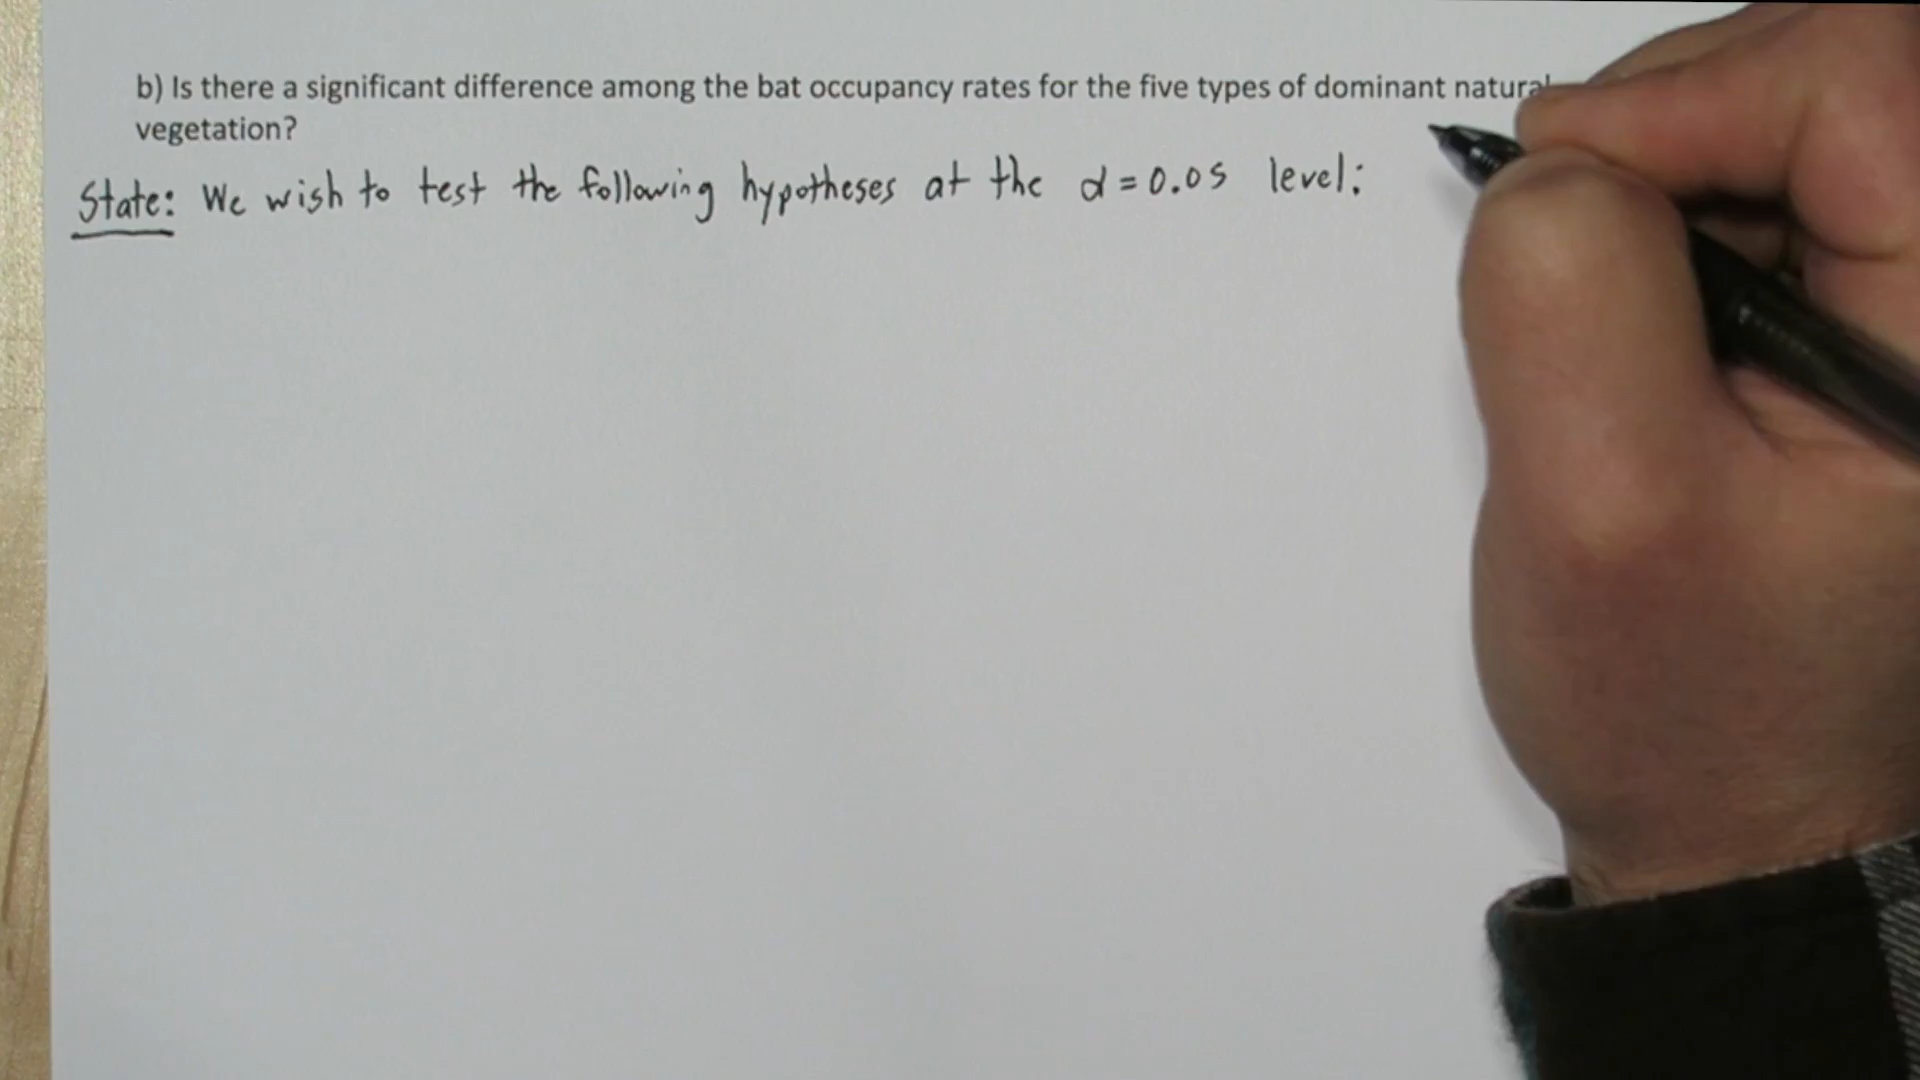 b) Is there a significant difference among the bat occupancy rates for the five types of dominant natural
vegetation?
State: We wish to test the following hypotheses at the α = 0.05 level: